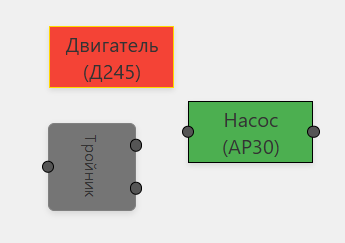 Двигатель
(Д245)
Насос
(АР30)
Тройник